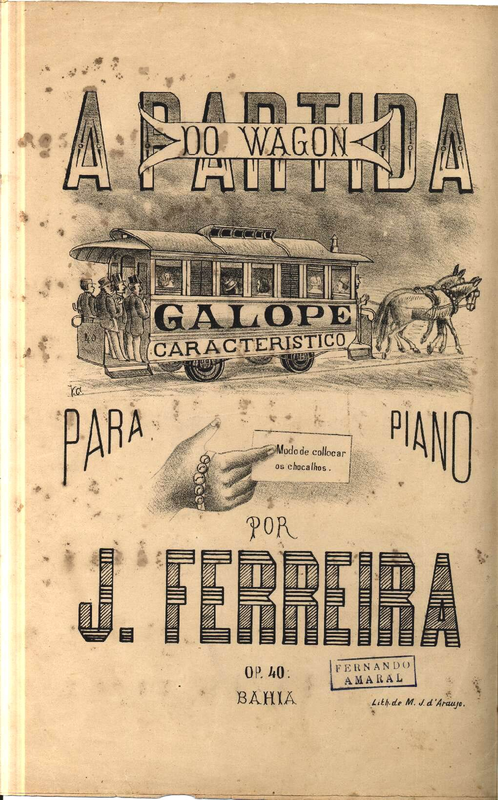 A PARTIDA
DO WAGON
GALOPE
CARACTERISTICO
PARA PIANO
Modo de collocar
os chocalhos.
POR
J. FERREIRA
OP. 40.
FERNANDO
AMARAL
BAHIA
Lith. de M. J. d'Araujo.